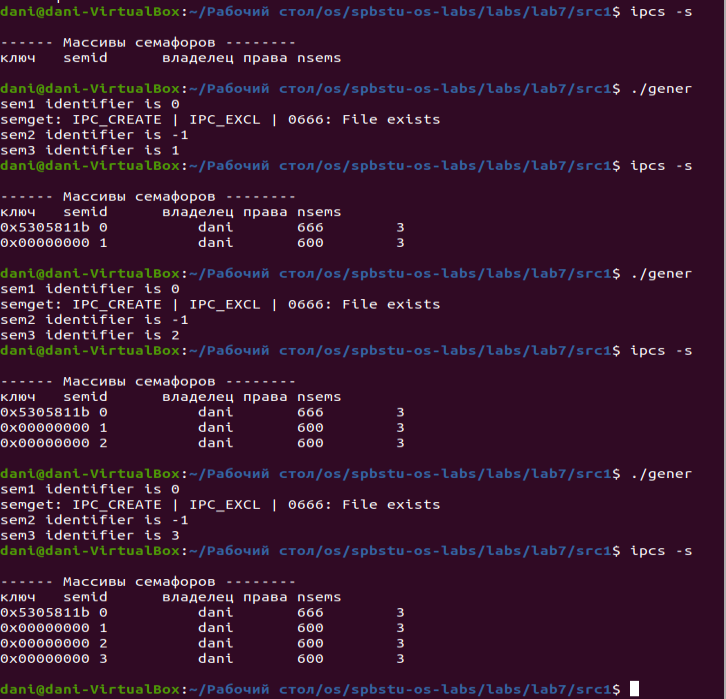 dani@dani-VirtualBox:~/Рабочий стол/os/spbstu-os-labs/labs/lab7/src1$ ipcs -s
------ Массивы семафоров --------
ключ semid владелец права nsems
dani@dani-VirtualBox:~/Рабочий стол/os/spbstu-os-labs/labs/lab7/src1$ ./gener
sem1 identifier is 0
semget: IPC_CREATE | IPC_EXCL | 0666: File exists
sem2 identifier is -1
sem3 identifier is 1
dani@dani-VirtualBox:~/Рабочий стол/os/spbstu-os-labs/labs/lab7/src1$ ipcs -s
------ Массивы семафоров --------
ключ semid владелец права nsems
0x5305811b 0 dani 666 3
0x00000000 1 dani 600 3
dani@dani-VirtualBox:~/Рабочий стол/os/spbstu-os-labs/labs/lab7/src1$ ./gener
sem1 identifier is 0
semget: IPC_CREATE | IPC_EXCL | 0666: File exists
sem2 identifier is -1
sem3 identifier is 2
dani@dani-VirtualBox:~/Рабочий стол/os/spbstu-os-labs/labs/lab7/src1$ ipcs -s
------ Массивы семафоров --------
ключ semid владелец права nsems
0x5305811b 0 dani 666 3
0x00000000 1 dani 600 3
0x00000000 2 dani 600 3
dani@dani-VirtualBox:~/Рабочий стол/os/spbstu-os-labs/labs/lab7/src1$ ./gener
sem1 identifier is 0
semget: IPC_CREATE | IPC_EXCL | 0666: File exists
sem2 identifier is -1
sem3 identifier is 3
dani@dani-VirtualBox:~/Рабочий стол/os/spbstu-os-labs/labs/lab7/src1$ ipcs -s
------ Массивы семафоров --------
ключ semid владелец права nsems
0x5305811b 0 dani 666 3
0x00000000 1 dani 600 3
0x00000000 2 dani 600 3
0x00000000 3 dani 600 3
dani@dani-VirtualBox:~/Рабочий стол/os/spbstu-os-labs/labs/lab7/src1$